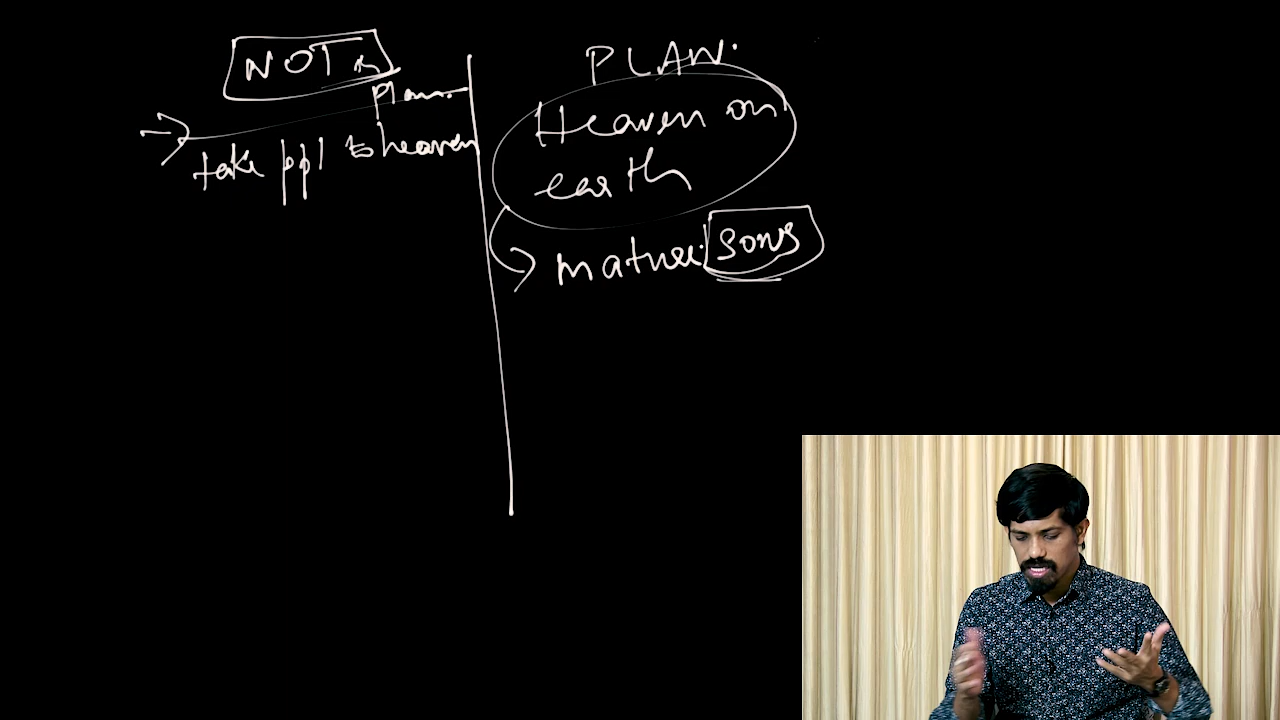 NOT
plan.
take ppl to heaven
PLAN.
Heaven on
earth
mature sons